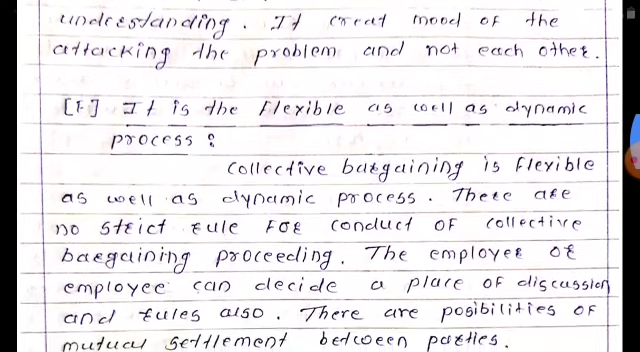 understanding. It creat mood of the
attacking the problem and not each other.
[F] It is the Flexible as well as dynamic
process :
Collective bargaining is flexible
as well as dynamic process. There are
no strict rule for conduct of collective
bargaining proceeding. The employer or
employee can decide a place of discussion
and rules also. There are posibilities of
mutual settlement between parties.